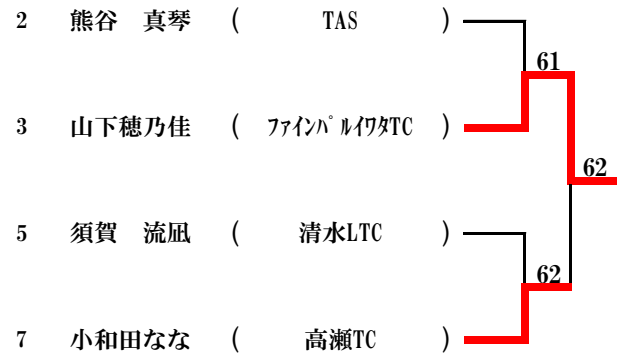 2 熊谷 真琴 ( TAS )
61
3 山下穂乃佳 ( ファインパルイワタTC )
62
5 須賀 流凪 ( 清水LTC )
62
7 小和田なな ( 高瀬TC )